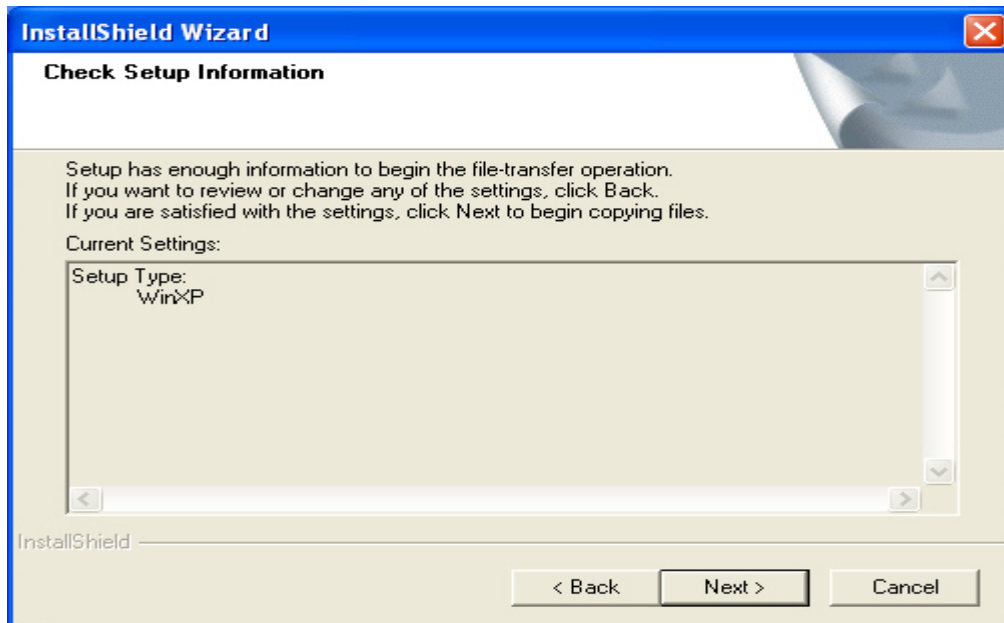 InstallShield Wizard
Check Setup Information
Setup has enough information to begin the file-transfer operation.
If you want to review or change any of the settings, click Back.
If you are satisfied with the settings, click Next to begin copying files.
Current Settings:
Setup Type:
WinXP
InstallShield
< Back Next > Cancel